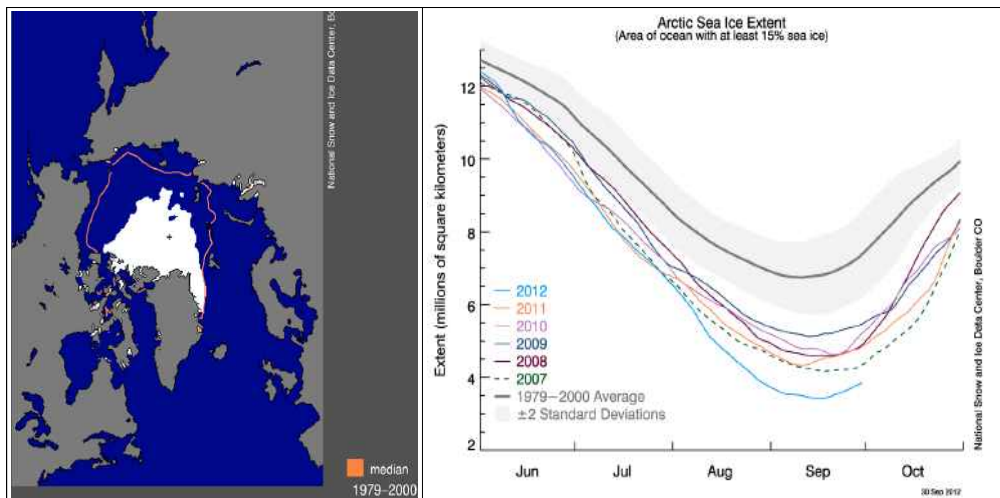 National Snow and Ice Data Center,
median
1979–2000
Arctic Sea Ice Extent
(Area of ocean with at least 15% sea ice)
Extent (millions of square kilometers)
12
10
8
6
4
2
2012
2011
2010
2009
2008
2007
1979–2000 Average
±2 Standard Deviations
Jun Jul Aug Sep Oct
National Snow and Ice Data Center, Boulder CO
30 Sep 2012